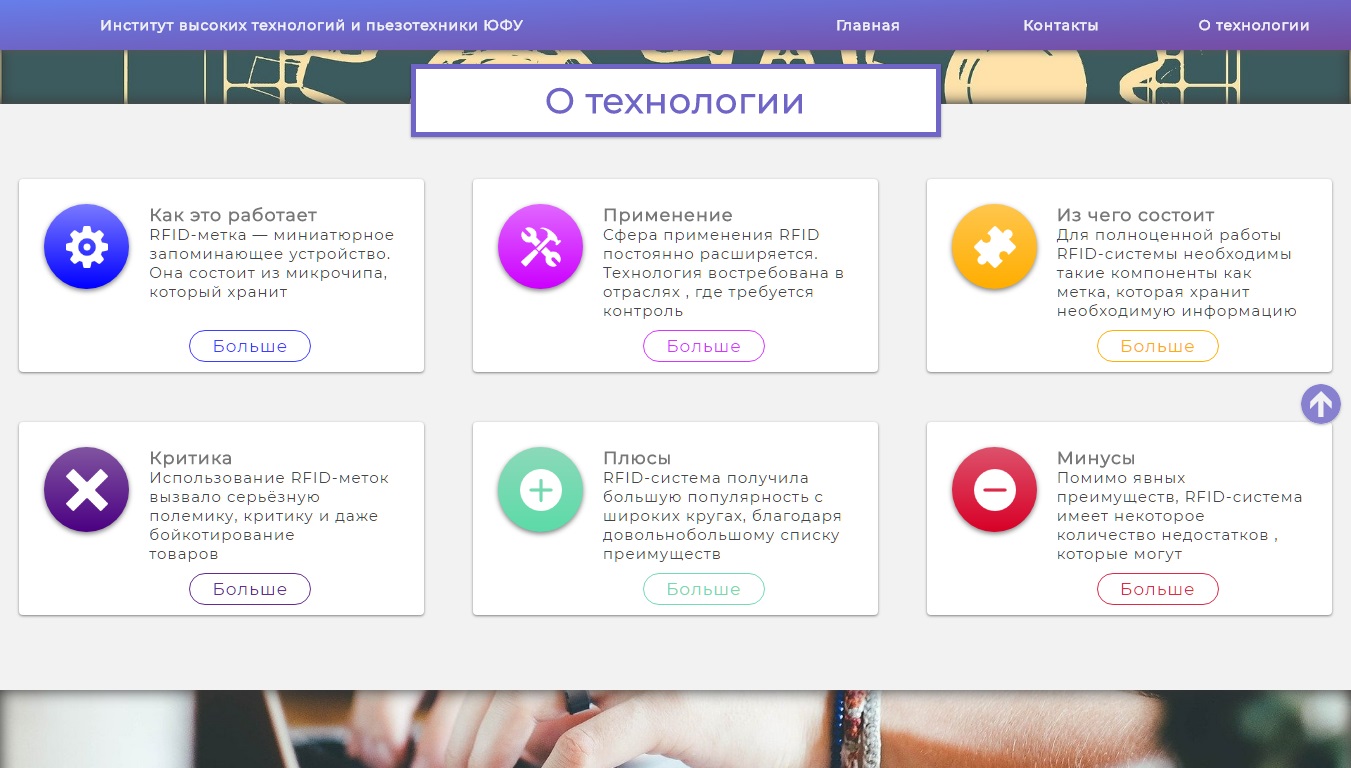 Институт высоких технологий и пьезотехники ЮФУ
Главная
Контакты
О технологии
О технологии
Как это работает
RFID-метка — миниатюрное
запоминающее устройство.
Она состоит из микрочипа,
который хранит
Больше
Применение
Сфера применения RFID
постоянно расширяется.
Технология востребована в
отраслях , где требуется
контроль
Больше
Из чего состоит
Для полноценной работы
RFID-системы необходимы
такие компоненты как
метка, которая хранит
необходимую информацию
Больше
Критика
Использование RFID-меток
вызвало серьёзную
полемику, критику и даже
бойкотирование
товаров
Больше
Плюсы
RFID-система получила
большую популярность с
широких кругах, благодаря
довольнобольшому списку
преимуществ
Больше
Минусы
Помимо явных
преимуществ, RFID-система
имеет некоторое
количество недостатков ,
которые могут
Больше